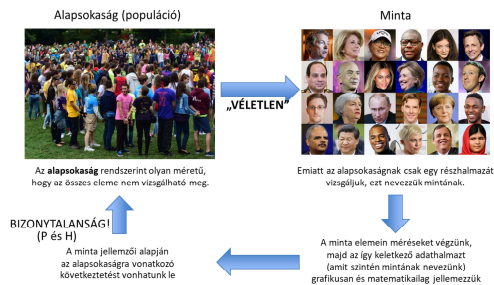 Alapsokaság (populáció)
Minta
„VÉLETLEN”
Az alapsokaság rendszerint olyan méretű,
hogy az összes eleme nem vizsgálható meg.
Emiatt az alapsokaságnak csak egy részhalmazát
vizsgáljuk, ezt nevezzük mintának.
A minta elemein méréseket végzünk,
majd az így keletkező adathalmazt
(amit szintén mintának nevezünk)
grafikusan és matematikailag jellemezzük
BIZONYTALANSÁG!
(P és H)
A minta jellemzői alapján
az alapsokaságra vonatkozó
következtetést vonhatunk le